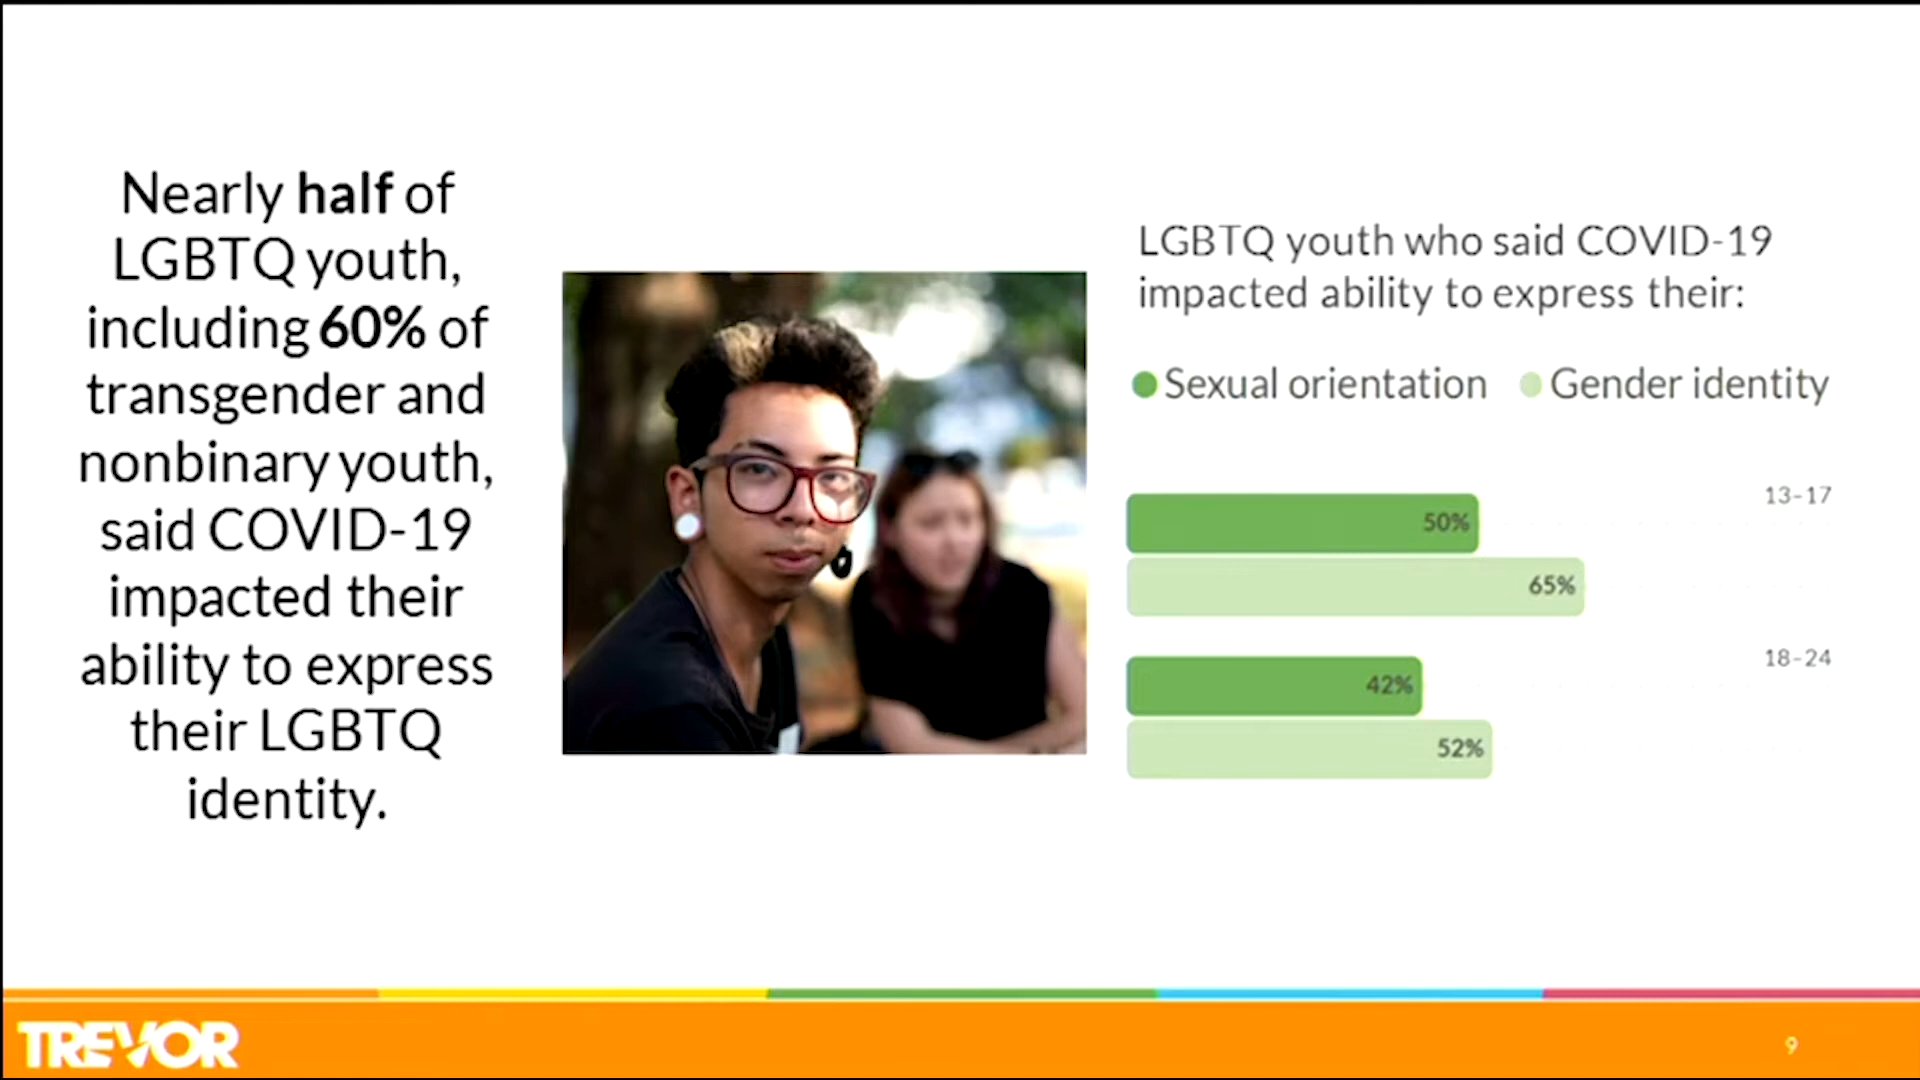 Nearly half of
LGBTQ youth,
including 60% of
transgender and
nonbinary youth,
said COVID-19
impacted their
ability to express
their LGBTQ
identity.
LGBTQ youth who said COVID-19
impacted ability to express their:
Sexual orientation Gender identity
13-17
50%
65%
18-24
42%
52%
TREVOR
9